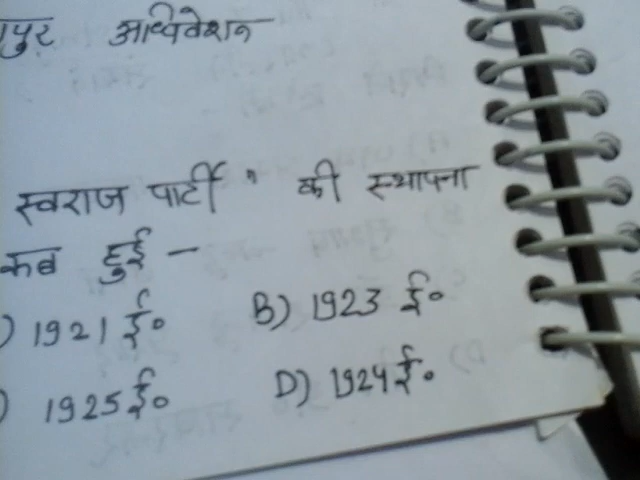 पुर अधिवेशन
स्वराज पार्टी" की स्थापना
कब हुई -
) 1921 ई० B) 1923 ई०
) 1925 ई० D) 1924 ई०